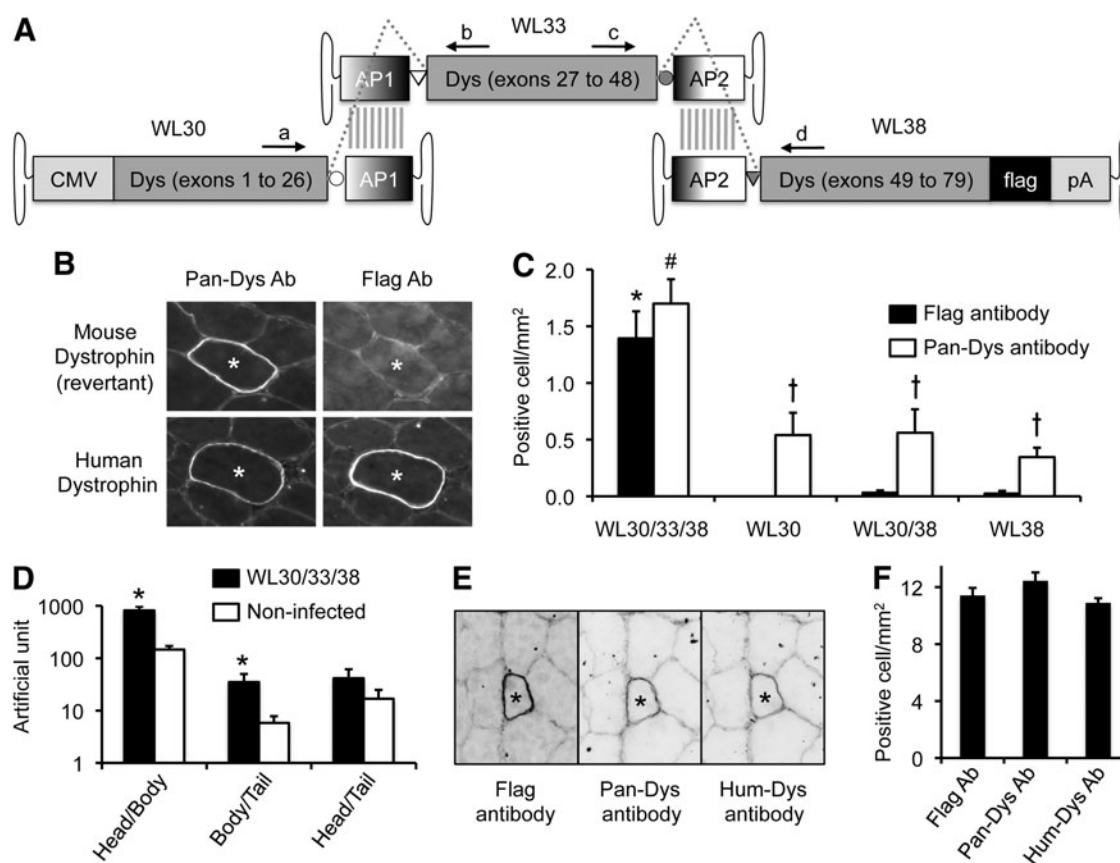 A
WL33
b
c
AP1
Dys (exons 27 to 48)
AP2
WL30
a
WL38
d
CMV
Dys (exons 1 to 26)
AP1
AP2
Dys (exons 49 to 79)
flag
pA
B
Pan-Dys Ab
Flag Ab
Mouse
Dystrophin
(revertant)
*
*
Human
Dystrophin
*
*
C
Positive cell/mm²
2.0
1.5
1.0
0.5
0.0
*
#
†
†
†
Flag antibody
Pan-Dys antibody
WL30/33/38
WL30
WL30/38
WL38
D
Artificial unit
1000
100
10
1
*
*
WL30/33/38
Non-infected
Head/Body
Body/Tail
Head/Tail
E
*
*
*
Flag
antibody
Pan-Dys
antibody
Hum-Dys
antibody
F
Positive cell/mm²
12
8
4
0
Flag Ab
Pan-Dys Ab
Hum-Dys Ab